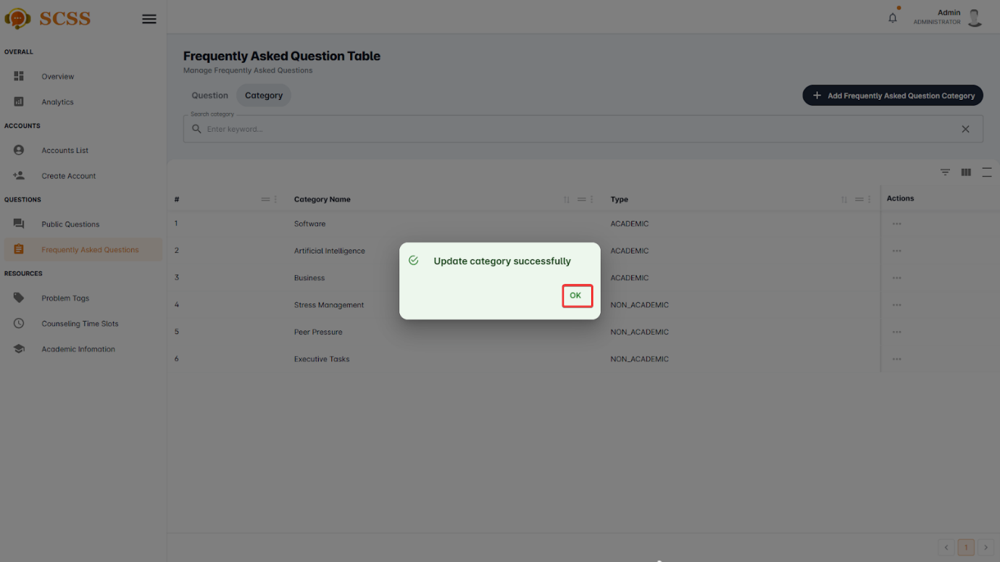 SCSS
Admin
ADMINISTRATOR
OVERALL
Overview
Analytics
ACCOUNTS
Accounts List
Create Account
QUESTIONS
Public Questions
Frequently Asked Questions
RESOURCES
Problem Tags
Counseling Time Slots
Academic Infomation
Frequently Asked Question Table
Manage Frequently Asked Questions
Question Category
+ Add Frequently Asked Question Category
Search category
Enter keyword...
# Category Name Type Actions
1 Software ACADEMIC
2 Artificial Intelligence ACADEMIC
3 Business ACADEMIC
4 Stress Management NON_ACADEMIC
5 Peer Pressure NON_ACADEMIC
6 Executive Tasks NON_ACADEMIC
Update category successfully
OK
1